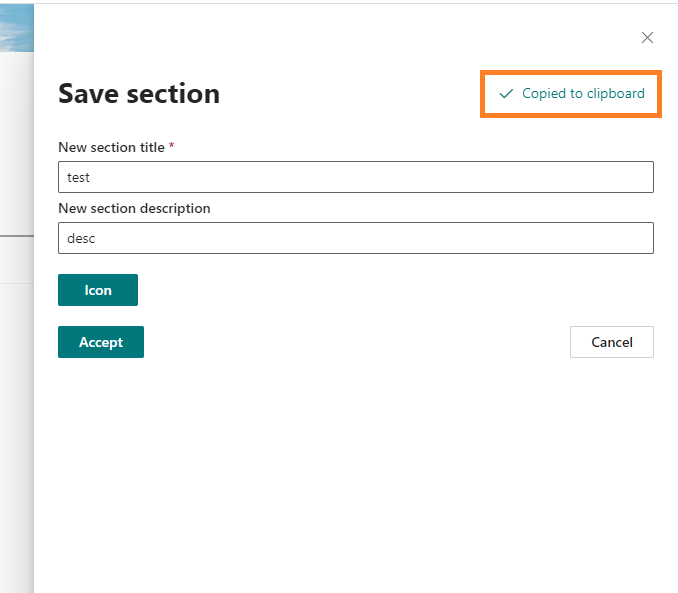 Save section
Copied to clipboard
New section title *
test
New section description
desc
Icon
Accept
Cancel